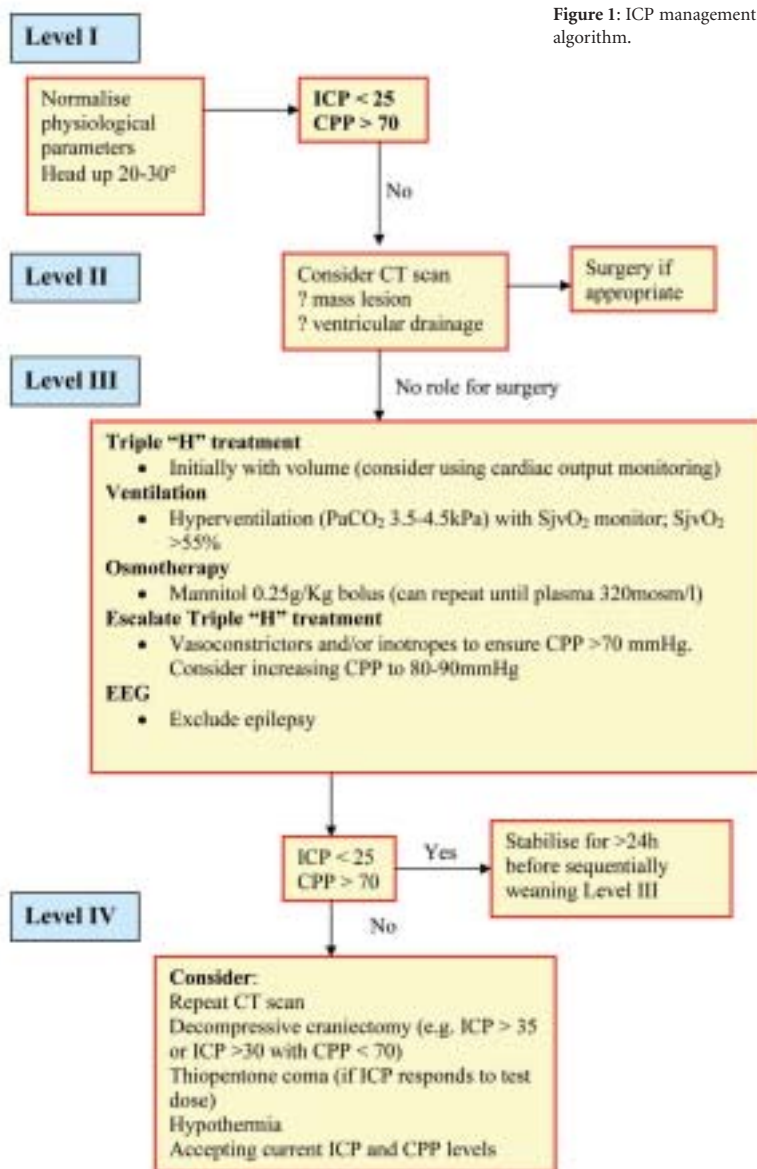 Figure 1: ICP management
algorithm.
Level I
Normalise
physiological
parameters
Head up 20-30°
ICP < 25
CPP > 70
No
Level II
Consider CT scan
? mass lesion
? ventricular drainage
Surgery if
appropriate
Level III
No role for surgery
Triple “H” treatment
• Initially with volume (consider using cardiac output monitoring)
Ventilation
• Hyperventilation (PaCO₂ 3.5-4.5kPa) with SjvO₂ monitor; SjvO₂
>55%
Osmotherapy
• Mannitol 0.25g/Kg bolus (can repeat until plasma 320mosm/l)
Escalate Triple “H” treatment
• Vasoconstrictors and/or inotropes to ensure CPP >70 mmHg.
Consider increasing CPP to 80-90mmHg
EEG
• Exclude epilepsy
ICP < 25
CPP > 70
Yes
Stabilise for >24h
before sequentially
weaning Level III
Level IV
No
Consider:
Repeat CT scan
Decompressive craniectomy (e.g. ICP > 35
or ICP >30 with CPP < 70)
Thiopentone coma (if ICP responds to test
dose)
Hypothermia
Accepting current ICP and CPP levels